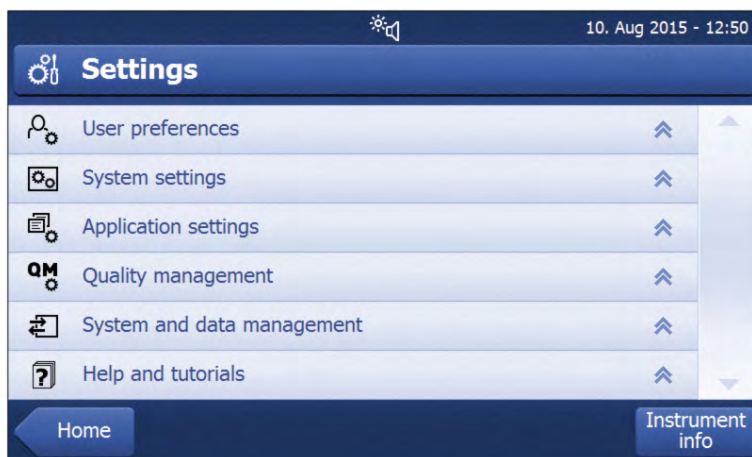 10. Aug 2015 - 12:50
Settings
User preferences
System settings
Application settings
QM
Quality management
System and data management
?
Help and tutorials
Home
Instrument
info